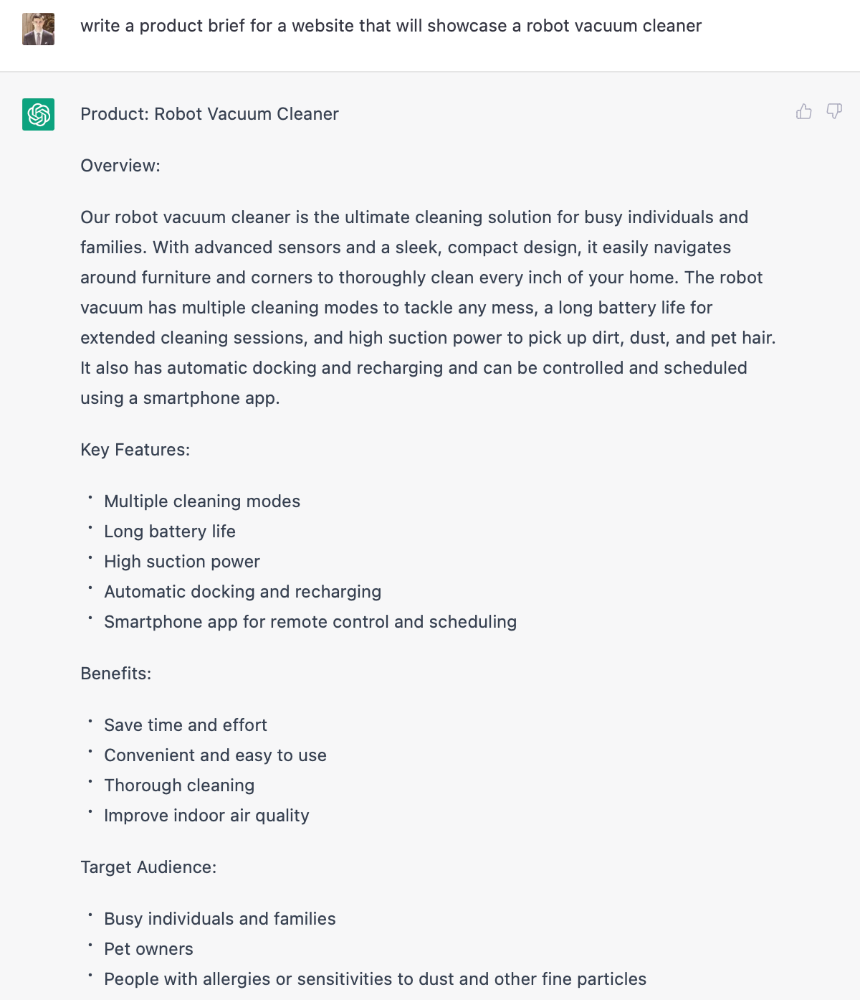 write a product brief for a website that will showcase a robot vacuum cleaner
Product: Robot Vacuum Cleaner
Overview:
Our robot vacuum cleaner is the ultimate cleaning solution for busy individuals and
families. With advanced sensors and a sleek, compact design, it easily navigates
around furniture and corners to thoroughly clean every inch of your home. The robot
vacuum has multiple cleaning modes to tackle any mess, a long battery life for
extended cleaning sessions, and high suction power to pick up dirt, dust, and pet hair.
It also has automatic docking and recharging and can be controlled and scheduled
using a smartphone app.
Key Features:
• Multiple cleaning modes
• Long battery life
• High suction power
• Automatic docking and recharging
• Smartphone app for remote control and scheduling
Benefits:
• Save time and effort
• Convenient and easy to use
• Thorough cleaning
• Improve indoor air quality
Target Audience:
• Busy individuals and families
• Pet owners
• People with allergies or sensitivities to dust and other fine particles